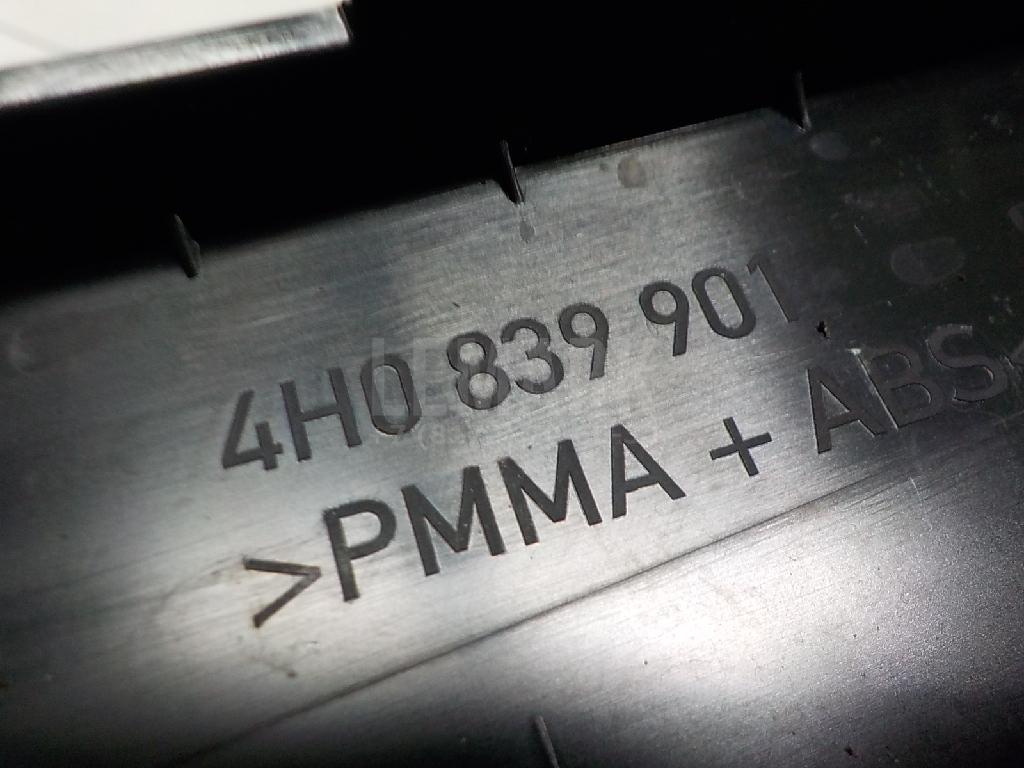 4H0 839 901
>PMMA + ABS<